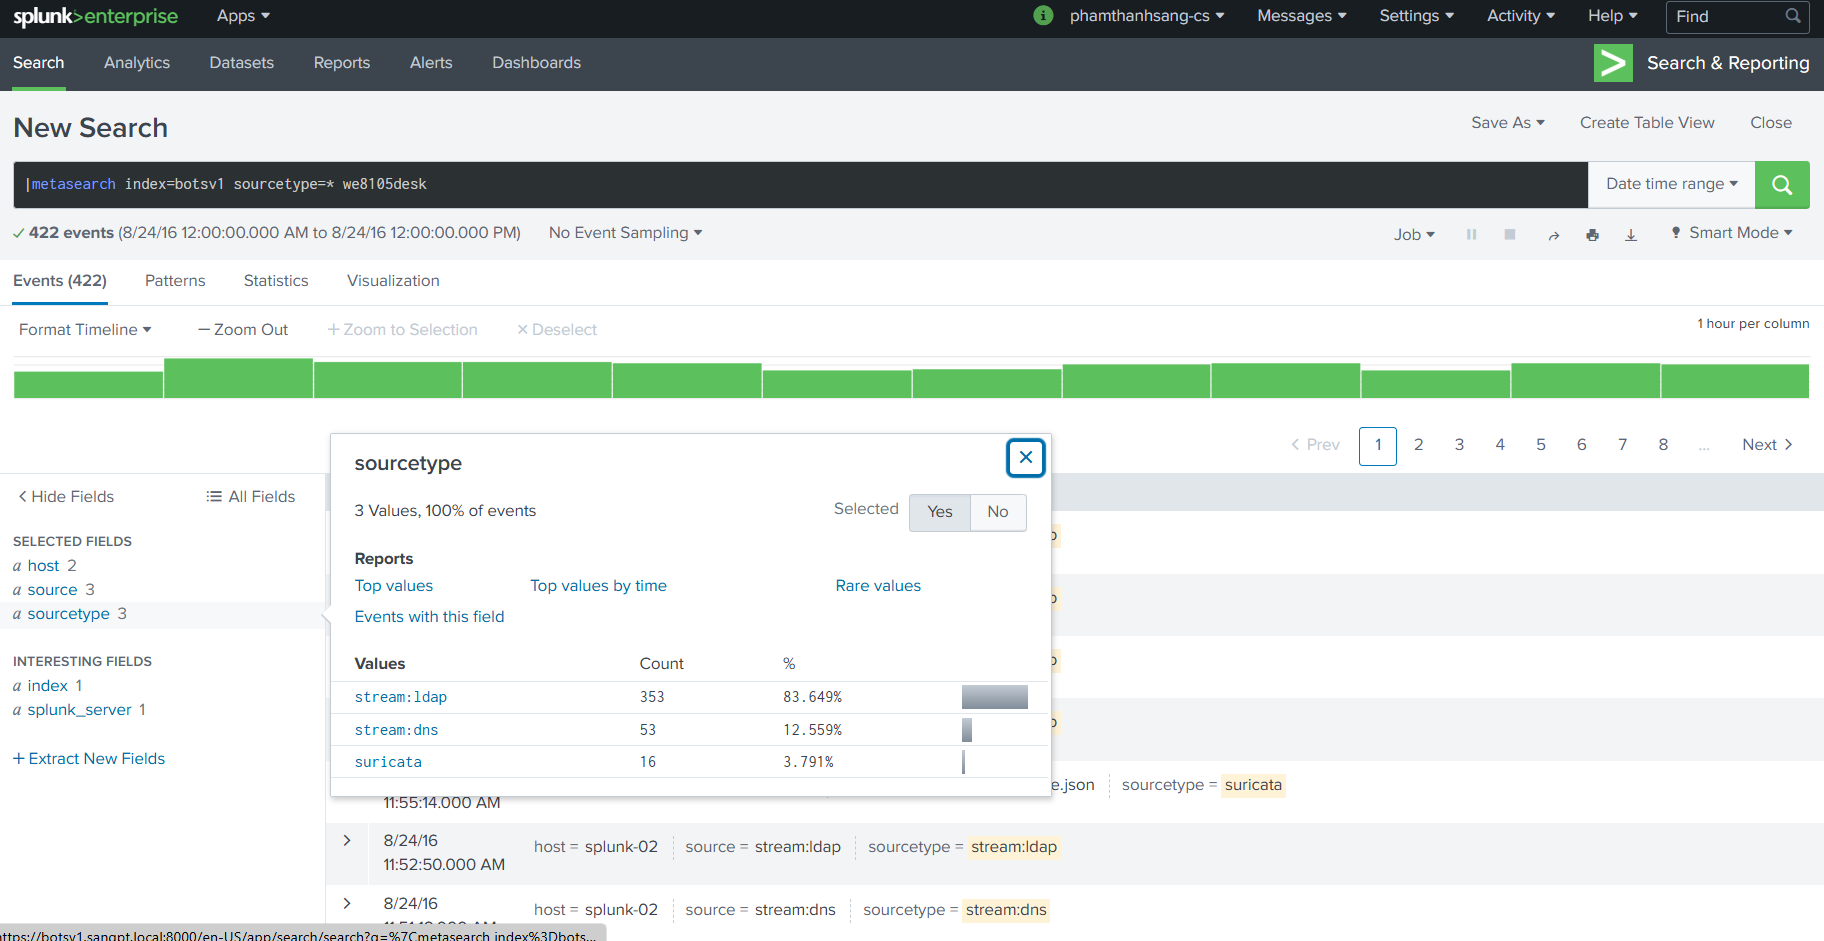 splunk>enterprise Apps phamthanhsang-cs Messages Settings Activity Help Find
Search Analytics Datasets Reports Alerts Dashboards Search & Reporting
New Search Save As Create Table View Close
|metasearch index=botsv1 sourcetype=* we8105desk Date time range
422 events (8/24/16 12:00:00.000 AM to 8/24/16 12:00:00.000 PM) No Event Sampling Job Smart Mode
Events (422) Patterns Statistics Visualization
Format Timeline — Zoom Out + Zoom to Selection × Deselect 1 hour per column
< Prev 1 2 3 4 5 6 7 8 ... Next >
sourcetype
< Hide Fields All Fields
3 Values, 100% of events Selected Yes No
SELECTED FIELDS
a host 2
a source 3
a sourcetype 3
Reports
Top values Top values by time Rare values
Events with this field
INTERESTING FIELDS
a index 1
a splunk_server 1
+ Extract New Fields
Values Count %
stream:ldap 353 83.649%
stream:dns 53 12.559%
suricata 16 3.791%
e.json sourcetype = suricata
11:55:14.000 AM
8/24/16
11:52:50.000 AM host = splunk-02 source = stream:ldap sourcetype = stream:ldap
8/24/16
host = splunk-02 source = stream:dns sourcetype = stream:dns
https://botsv1.sangpt.local:8000/en-US/app/search/search?q=%7Cmetasearch index%3Dbots...